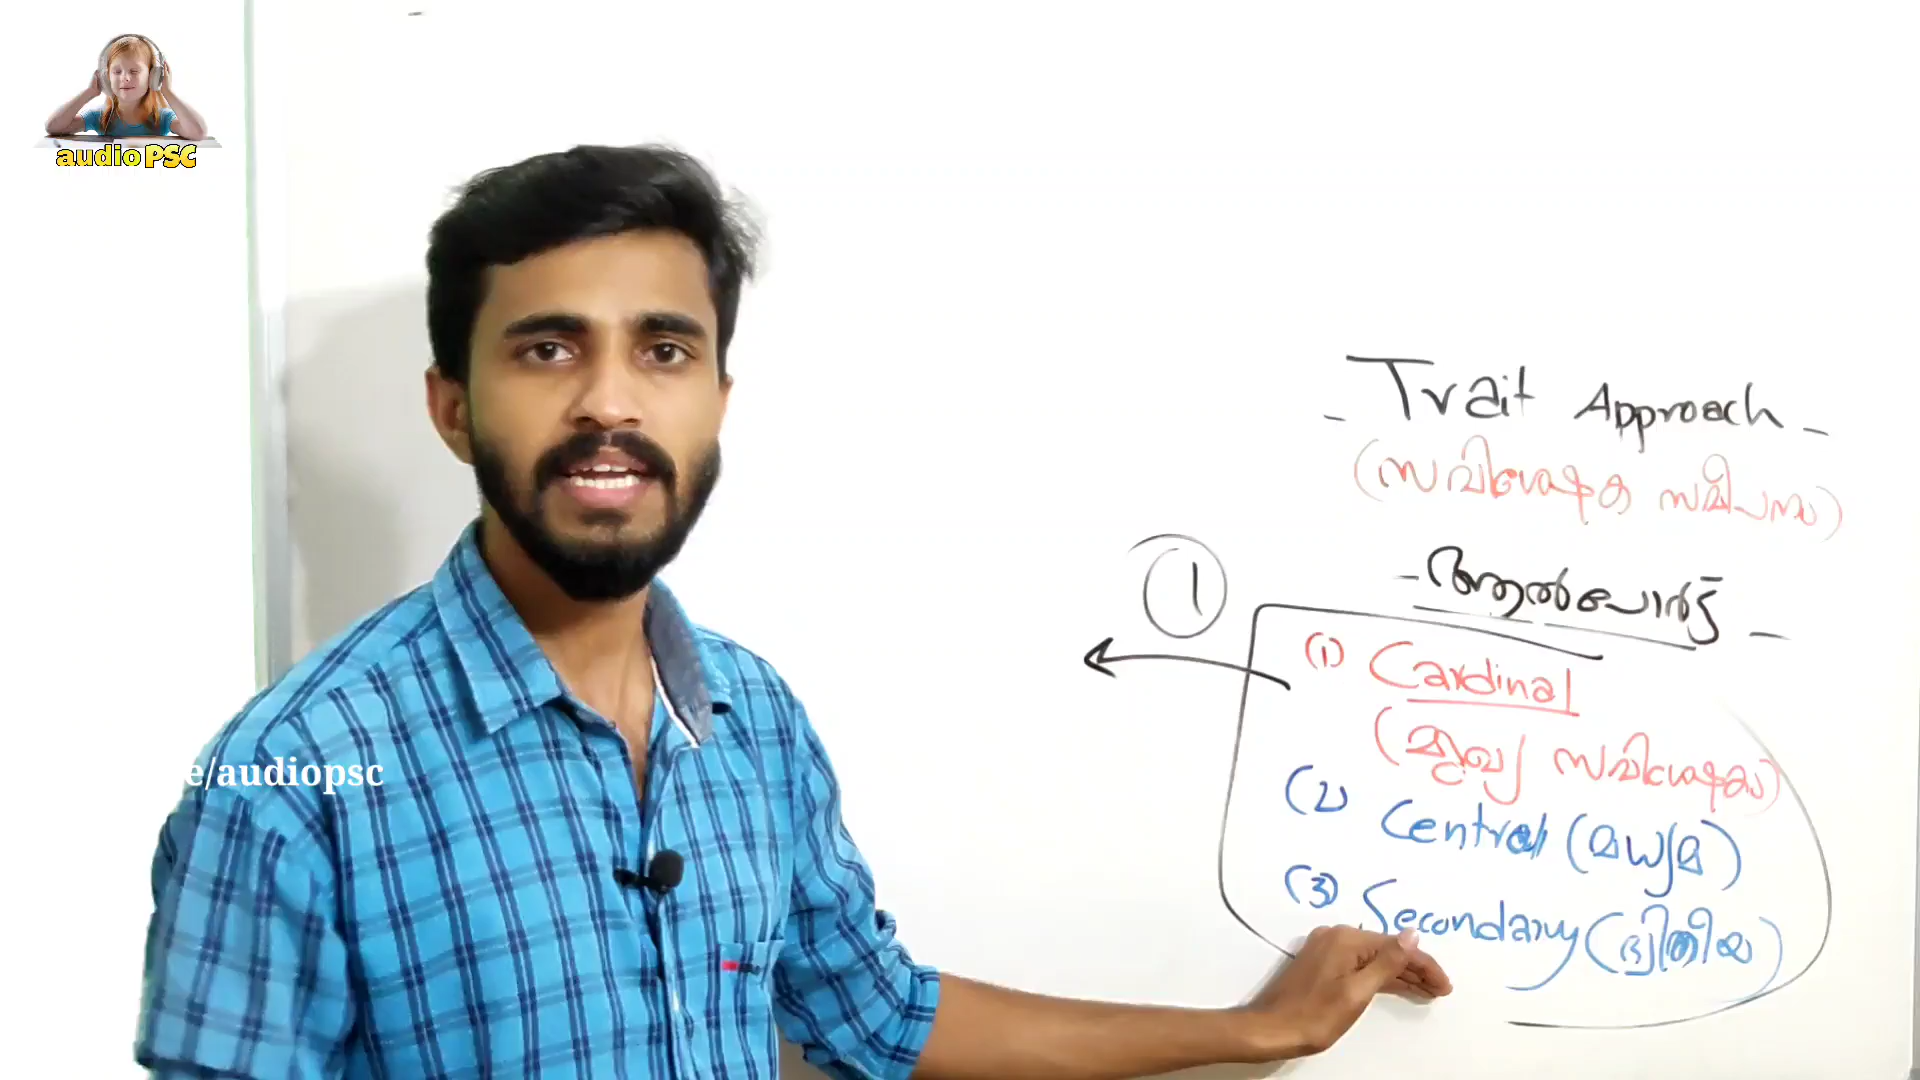 audio PSC
- Trait Approach -
(സവിശേഷക സമീപനം)
- ആൽപോർട്ട് -
1
(1) Cardinal
(മുഖ്യ സവിശേഷകം)
(2) Central (മധ്യമ)
(3) Secondary (ദ്വിതീയ)
e/audiopsc